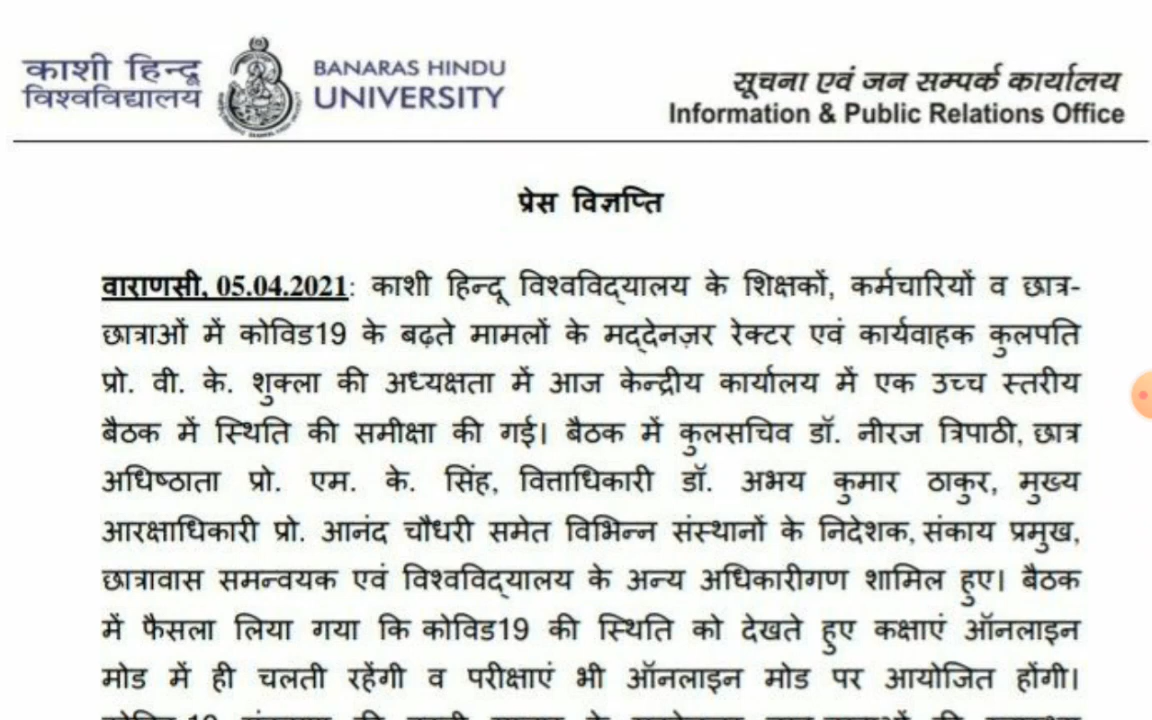 काशी हिन्दू
विश्वविद्यालय
BANARAS HINDU
UNIVERSITY
सूचना एवं जन सम्पर्क कार्यालय
Information & Public Relations Office
प्रेस विज्ञप्ति
वाराणसी, 05.04.2021: काशी हिन्दू विश्वविद्यालय के शिक्षकों, कर्मचारियों व छात्र-
छात्राओं में कोविड19 के बढ़ते मामलों के मद्देनज़र रेक्टर एवं कार्यवाहक कुलपति
प्रो. वी. के. शुक्ला की अध्यक्षता में आज केन्द्रीय कार्यालय में एक उच्च स्तरीय
बैठक में स्थिति की समीक्षा की गई। बैठक में कुलसचिव डॉ. नीरज त्रिपाठी, छात्र
अधिष्ठाता प्रो. एम. के. सिंह, वित्ताधिकारी डॉ. अभय कुमार ठाकुर, मुख्य
आरक्षाधिकारी प्रो. आनंद चौधरी समेत विभिन्न संस्थानों के निदेशक, संकाय प्रमुख,
छात्रावास समन्वयक एवं विश्वविद्यालय के अन्य अधिकारीगण शामिल हुए। बैठक
में फैसला लिया गया कि कोविड19 की स्थिति को देखते हुए कक्षाएं ऑनलाइन
मोड में ही चलती रहेंगी व परीक्षाएं भी ऑनलाइन मोड पर आयोजित होंगी।